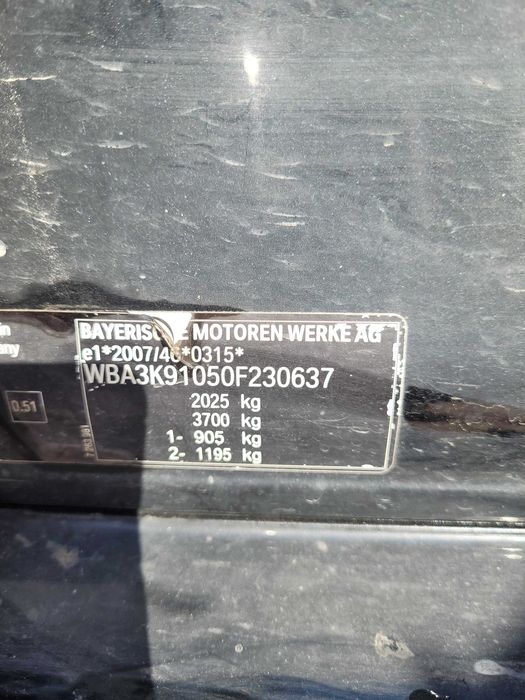 BAYERISCHE MOTOREN WERKE AG
e1*2007/46*0315*
WBA3K91050F230637
2025 kg
3700 kg
1- 905 kg
2- 1195 kg
0.51